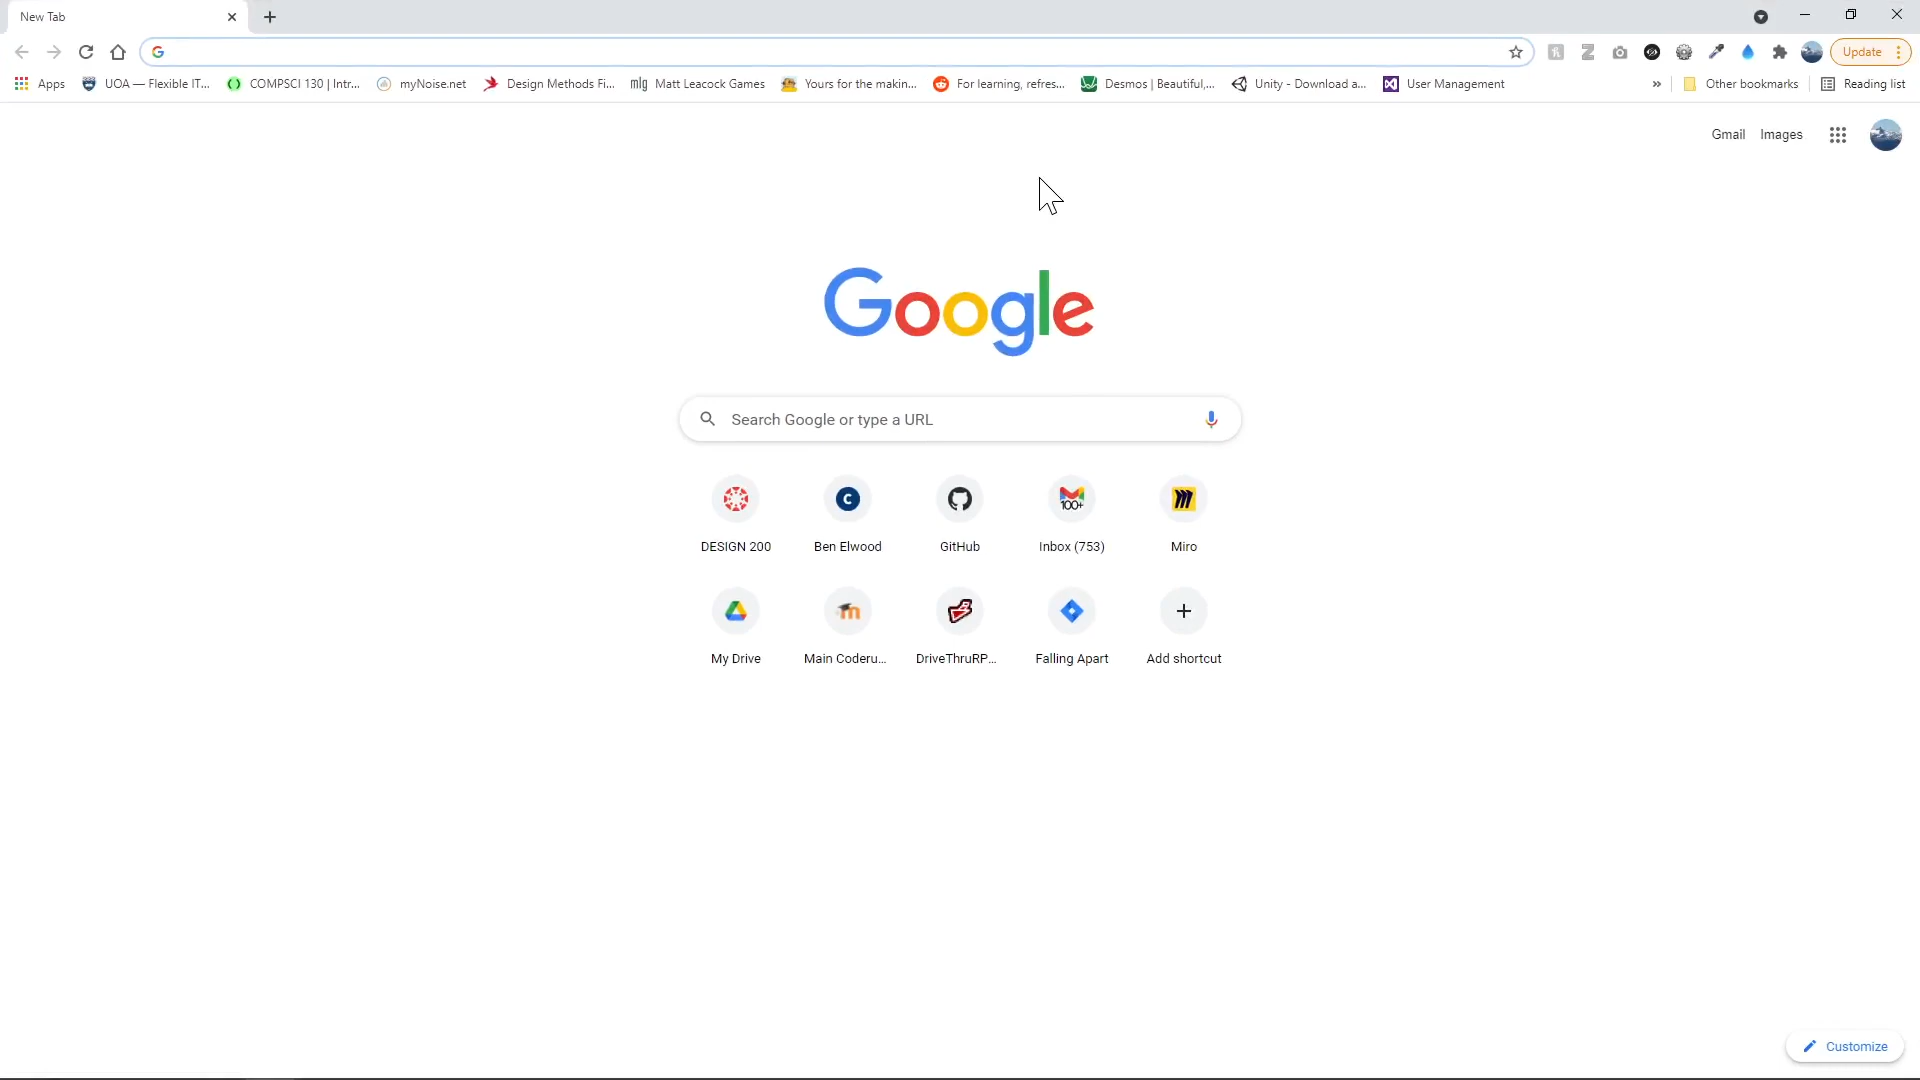 New Tab
Apps UOA — Flexible IT... COMPSCI 130 | Intr... myNoise.net Design Methods Fi... mlg Matt Leacock Games Yours for the makin... For learning, refres... Desmos | Beautiful,... Unity - Download a... User Management » Other bookmarks Reading list
Update
Gmail Images
Google
Search Google or type a URL
DESIGN 200 Ben Elwood GitHub Inbox (753) Miro
100+
My Drive Main Coderu... DriveThruRP... Falling Apart Add shortcut
Customize